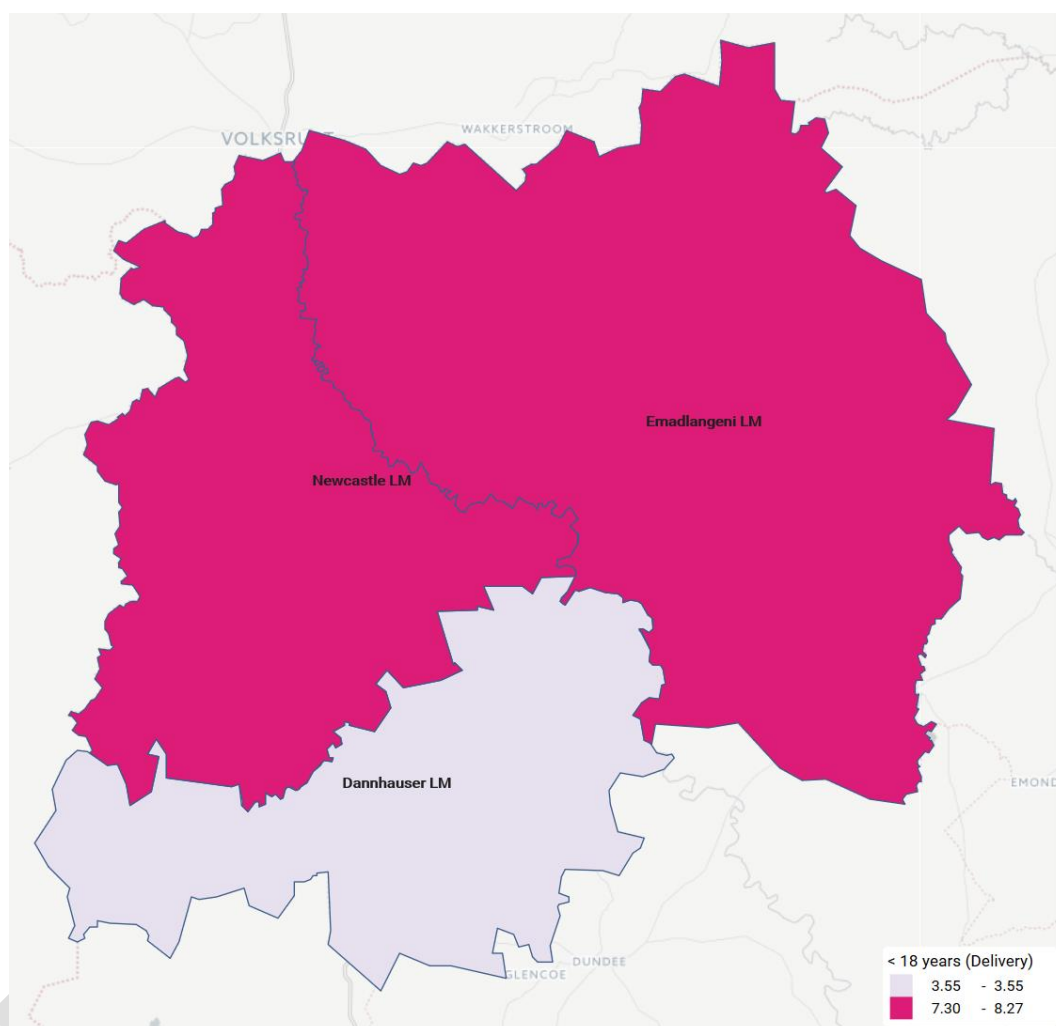 VOLKSRUST
WAKKERSTROOM
Emadlangeni LM
Newcastle LM
Dannhauser LM
EMOND
DUNDEE
GLENCOE
< 18 years (Delivery)
3.55 - 3.55
7.30 - 8.27